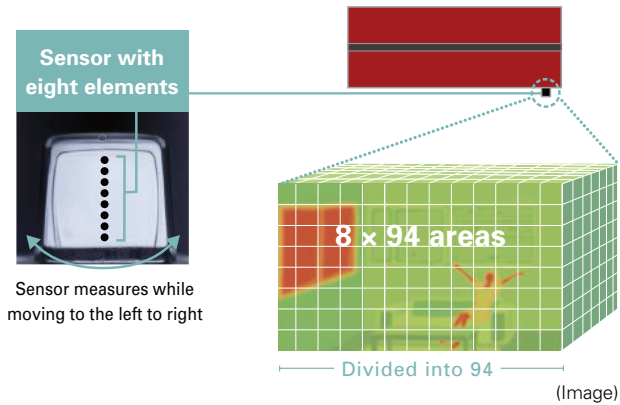 Sensor with
eight elements
8 × 94 areas
Sensor measures while
moving to the left to right
Divided into 94
(Image)